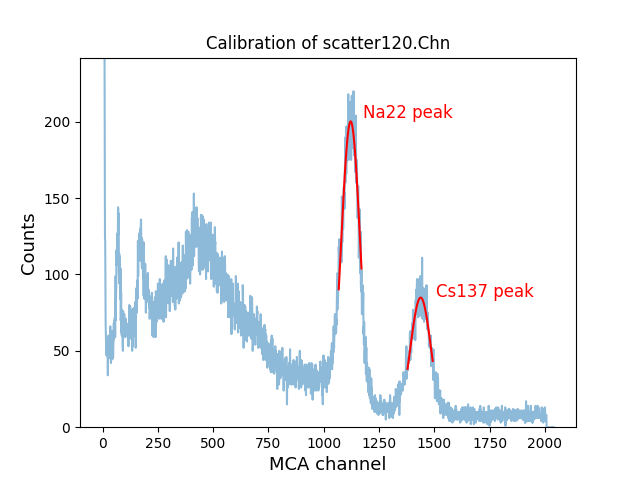 Calibration of scatter120.Chn
Na22 peak
Cs137 peak
Counts
200
150
100
50
0
0 250 500 750 1000 1250 1500 1750 2000
MCA channel